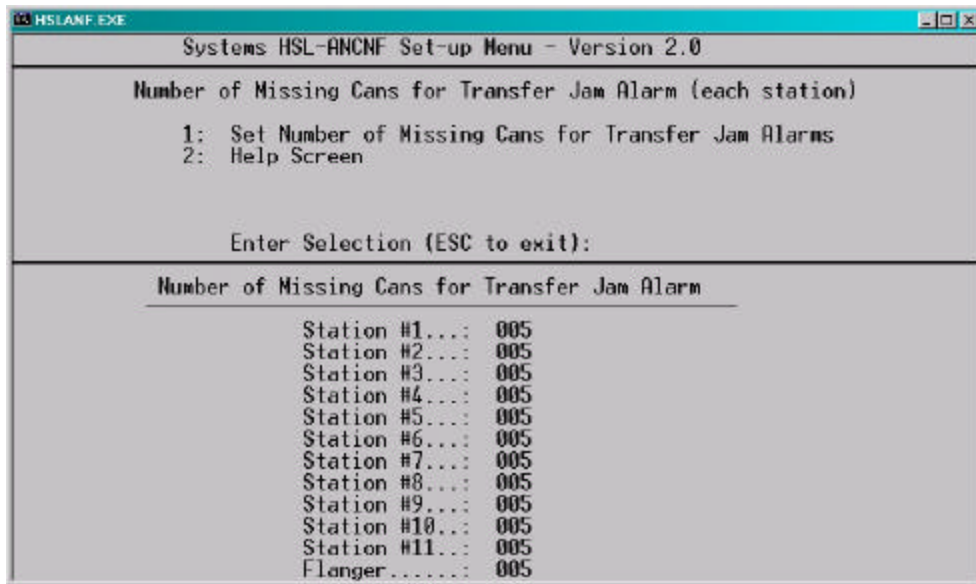 HSLANF.EXE
Systems HSL-ANCNF Set-up Menu - Version 2.0
Number of Missing Cans for Transfer Jam Alarm (each station)
1: Set Number of Missing Cans for Transfer Jam Alarms
2: Help Screen
Enter Selection (ESC to exit):
Number of Missing Cans for Transfer Jam Alarm
Station #1...: 005
Station #2...: 005
Station #3...: 005
Station #4...: 005
Station #5...: 005
Station #6...: 005
Station #7...: 005
Station #8...: 005
Station #9...: 005
Station #10..: 005
Station #11..: 005
Flanger......: 005